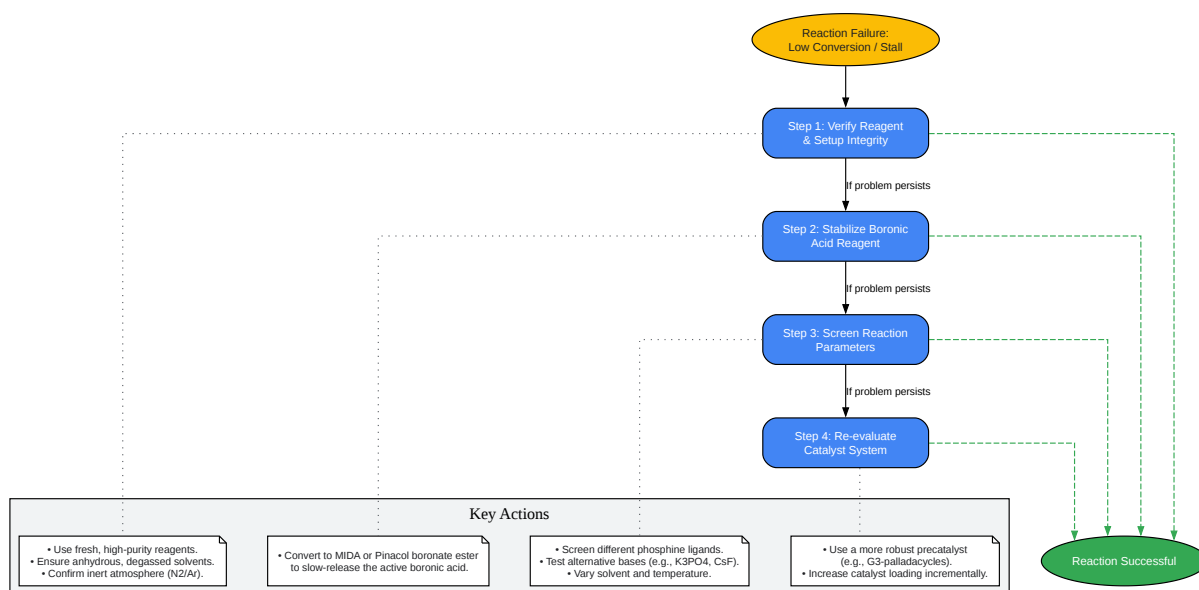 Reaction Failure:
Low Conversion / Stall
Step 1: Verify Reagent
& Setup Integrity
If problem persists
Step 2: Stabilize Boronic
Acid Reagent
If problem persists
Step 3: Screen Reaction
Parameters
If problem persists
Step 4: Re-evaluate
Catalyst System
Key Actions
• Use fresh, high-purity reagents.
• Ensure anhydrous, degassed solvents.
• Confirm inert atmosphere (N2/Ar).
• Convert to MIDA or Pinacol boronate ester
to slow-release the active boronic acid.
• Screen different phosphine ligands.
• Test alternative bases (e.g., K3PO4, CsF).
• Vary solvent and temperature.
• Use a more robust precatalyst
(e.g., G3-palladacycles).
• Increase catalyst loading incrementally.
Reaction Successful